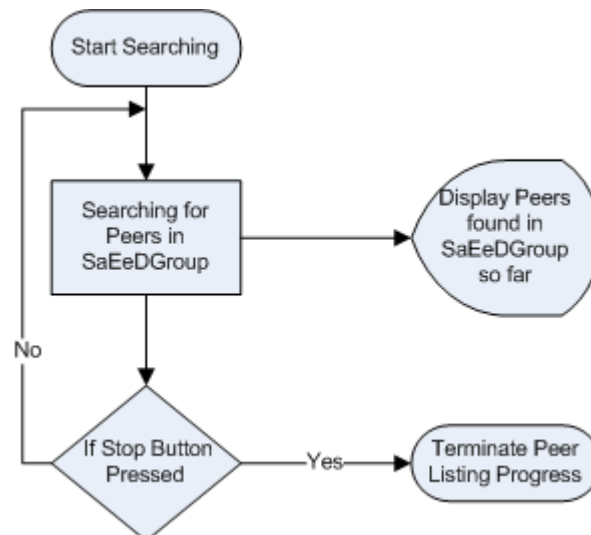 Start Searching
Searching for
Peers in
SaEeDGroup
Display Peers
found in
SaEeDGroup
so far
No
If Stop Button
Pressed
Yes
Terminate Peer
Listing Progress